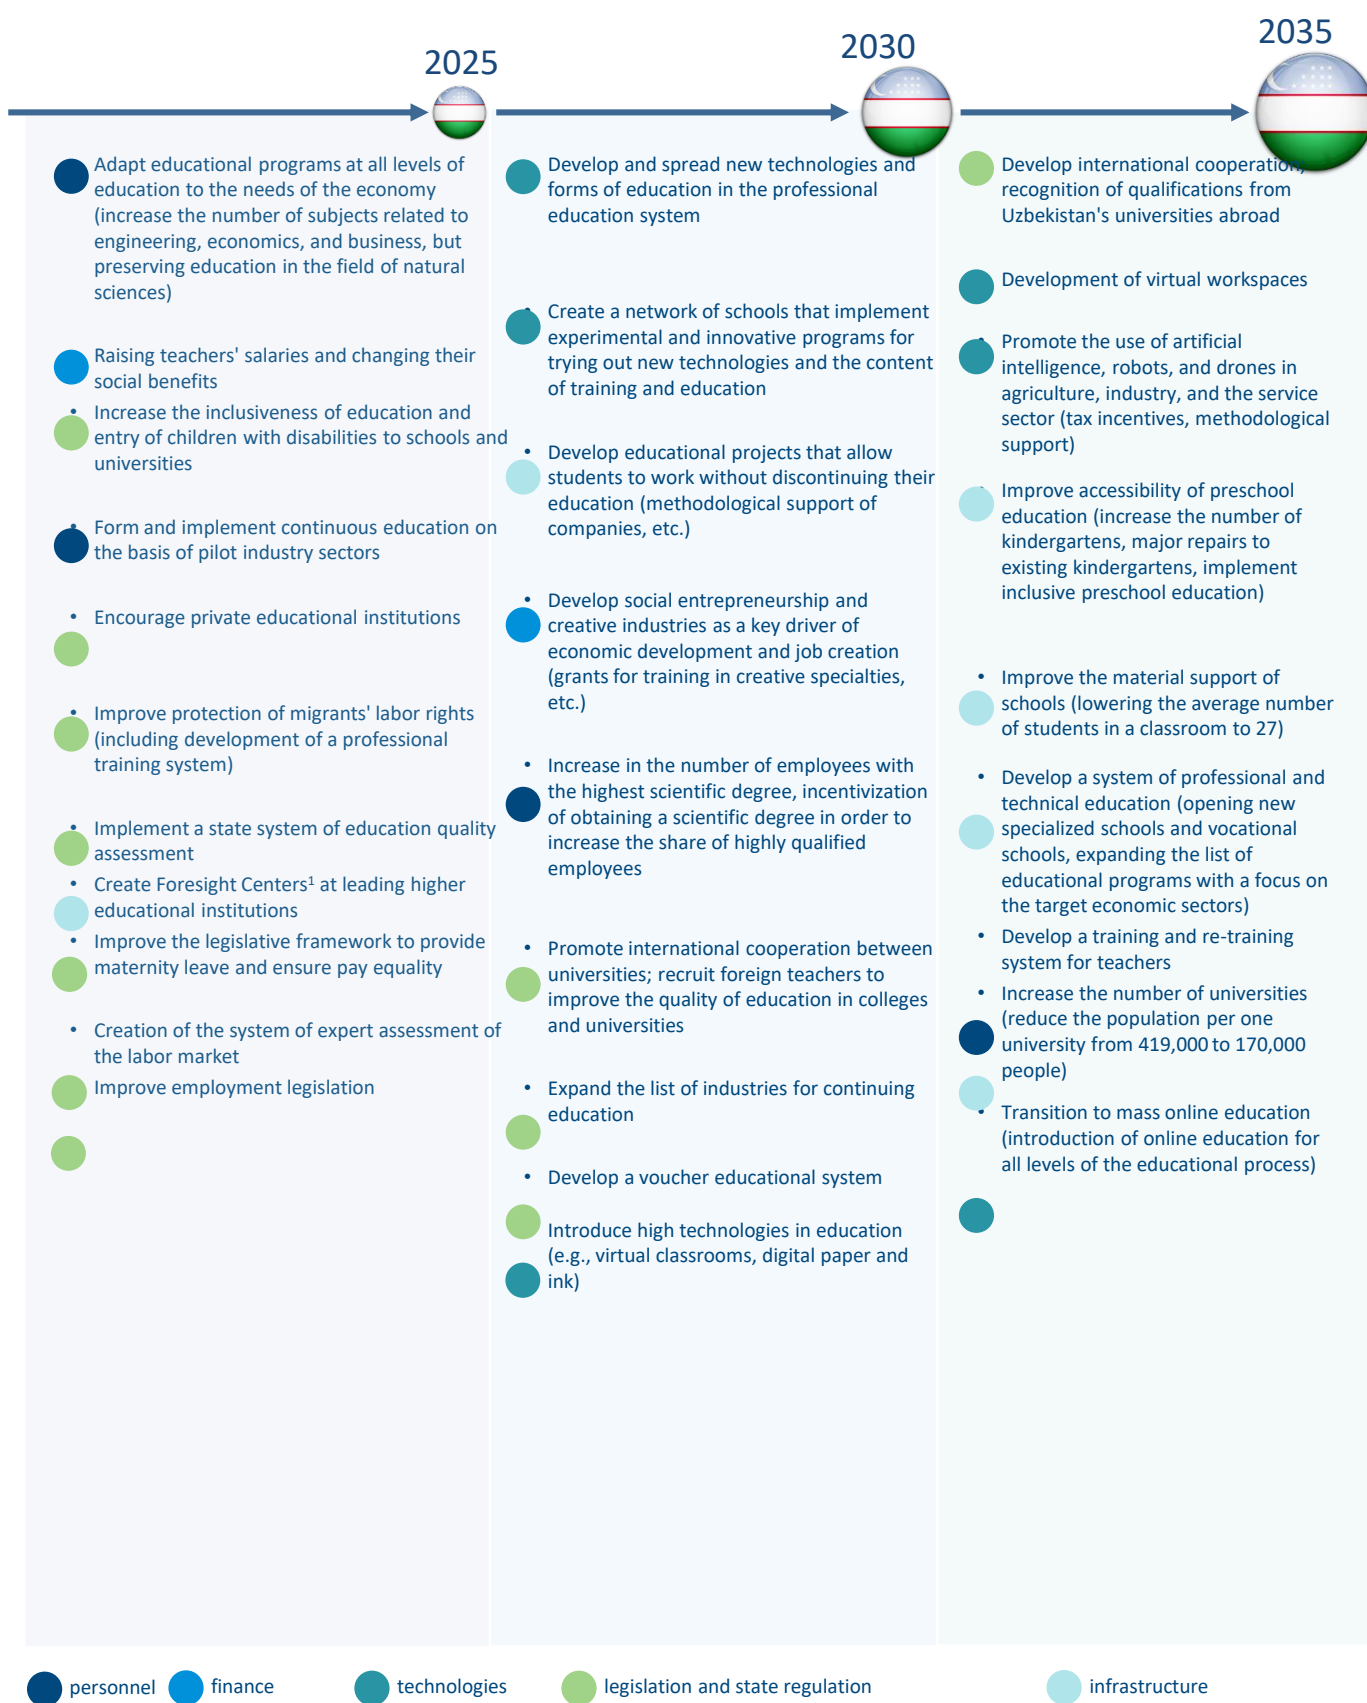 2025
2030
2035
Adapt educational programs at all levels of
education to the needs of the economy
(increase the number of subjects related to
engineering, economics, and business, but
preserving education in the field of natural
sciences)
Raising teachers' salaries and changing their
social benefits
• Increase the inclusiveness of education and
entry of children with disabilities to schools and
universities
• Form and implement continuous education on
the basis of pilot industry sectors
• Encourage private educational institutions
• Improve protection of migrants' labor rights
(including development of a professional
training system)
• Implement a state system of education quality
assessment
• Create Foresight Centers¹ at leading higher
educational institutions
• Improve the legislative framework to provide
maternity leave and ensure pay equality
• Creation of the system of expert assessment of
the labor market
Improve employment legislation
Develop and spread new technologies and
forms of education in the professional
education system
• Create a network of schools that implement
experimental and innovative programs for
trying out new technologies and the content
of training and education
• Develop educational projects that allow
students to work without discontinuing their
education (methodological support of
companies, etc.)
• Develop social entrepreneurship and
creative industries as a key driver of
economic development and job creation
(grants for training in creative specialties,
etc.)
• Increase in the number of employees with
the highest scientific degree, incentivization
of obtaining a scientific degree in order to
increase the share of highly qualified
employees
• Promote international cooperation between
universities; recruit foreign teachers to
improve the quality of education in colleges
and universities
• Expand the list of industries for continuing
education
• Develop a voucher educational system
Introduce high technologies in education
(e.g., virtual classrooms, digital paper and
ink)
Develop international cooperation,
recognition of qualifications from
Uzbekistan's universities abroad
Development of virtual workspaces
• Promote the use of artificial
intelligence, robots, and drones in
agriculture, industry, and the service
sector (tax incentives, methodological
support)
• Improve accessibility of preschool
education (increase the number of
kindergartens, major repairs to
existing kindergartens, implement
inclusive preschool education)
• Improve the material support of
schools (lowering the average number
of students in a classroom to 27)
• Develop a system of professional and
technical education (opening new
specialized schools and vocational
schools, expanding the list of
educational programs with a focus on
the target economic sectors)
• Develop a training and re-training
system for teachers
• Increase the number of universities
(reduce the population per one
university from 419,000 to 170,000
people)
• Transition to mass online education
(introduction of online education for
all levels of the educational process)
personnel
finance
technologies
legislation and state regulation
infrastructure